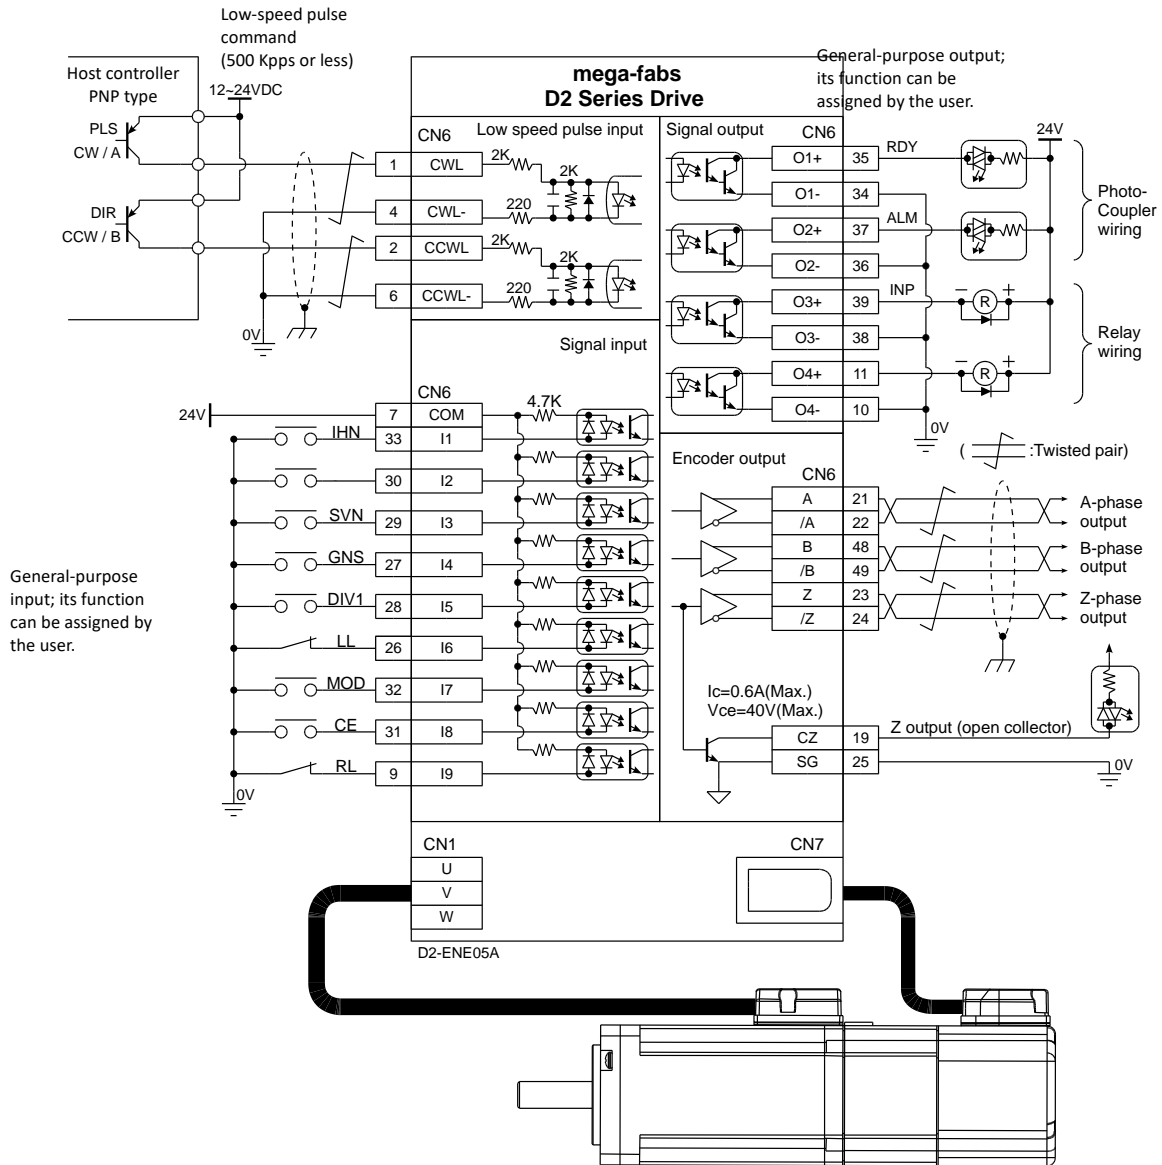 Low-speed pulse
command
(500 Kpps or less)
Host controller
PNP type
12~24VDC
PLS
CW / A
DIR
CCW / B
0V
mega-fabs
D2 Series Drive
General-purpose output;
its function can be
assigned by the user.
CN6
Low speed pulse input
1 CWL 2K
2K
4 CWL- 220
2 CCWL 2K
2K
6 CCWL- 220
Signal output
CN6
24V
O1+ 35 RDY
O1- 34
O2+ 37 ALM
O2- 36
O3+ 39 INP
O3- 38
O4+ 11
O4- 10
0V
Photo-
Coupler
wiring
Relay
wiring
− R +
− R +
Signal input
CN6
24V 7 COM 4.7K
IHN 33 I1
30 I2
SVN 29 I3
GNS 27 I4
DIV1 28 I5
LL 26 I6
MOD 32 I7
CE 31 I8
RL 9 I9
0V
General-purpose
input; its function
can be assigned by
the user.
( :Twisted pair)
Encoder output
CN6
A 21
/A 22
B 48
/B 49
Z 23
/Z 24
A-phase
output
B-phase
output
Z-phase
output
Ic=0.6A(Max.)
Vce=40V(Max.)
CZ 19 Z output (open collector)
SG 25
0V
CN1
U
V
W
CN7
D2-ENE05A